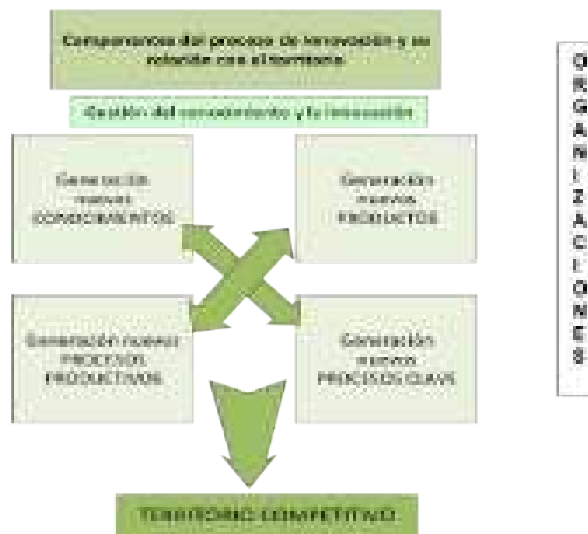 Componentes del proceso de innovación y su
relación con el territorio
Gestión del conocimiento y la innovación
Generación
nuevos
CONOCIMIENTOS
Generación
nuevos
PRODUCTOS
Generación nuevos
PROCESOS
PRODUCTIVOS
Generación
nuevos
PROCESOS CLAVE
TERRITORIO COMPETITIVO
O
R
G
A
N
I
Z
A
C
I
O
N
E
S